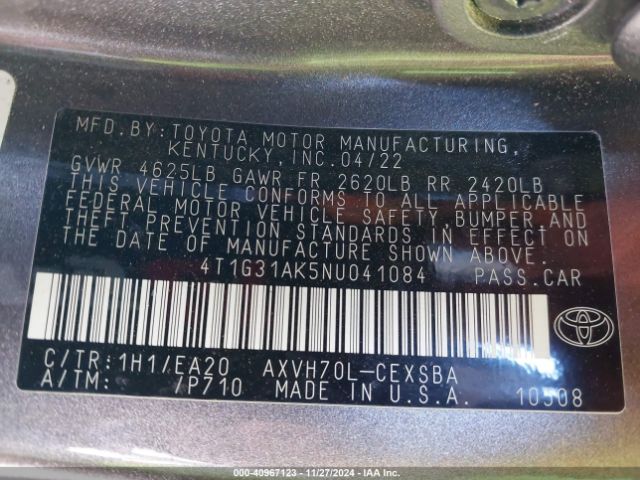 MFD.BY:TOYOTA MOTOR MANUFACTURING,
KENTUCKY, INC.04/22
GVWR 4625LB GAWR FR 2620LB RR 2420LB
THIS VEHICLE CONFORMS TO ALL APPLICABLE
FEDERAL MOTOR VEHICLE SAFETY BUMPER AND
THEFT PREVENTION STANDARDS IN EFFECT ON
THE DATE OF MANUFACTURE SHOWN ABOVE.
4T1G31AK5NU041084 PASS.CAR
C/TR:1H1/EA20 AXVH70L-CEXSBA
A/TM: /P710 MADE IN U.S.A. 10508
00-40967123 — 11/27/2024 — IAA Inc.